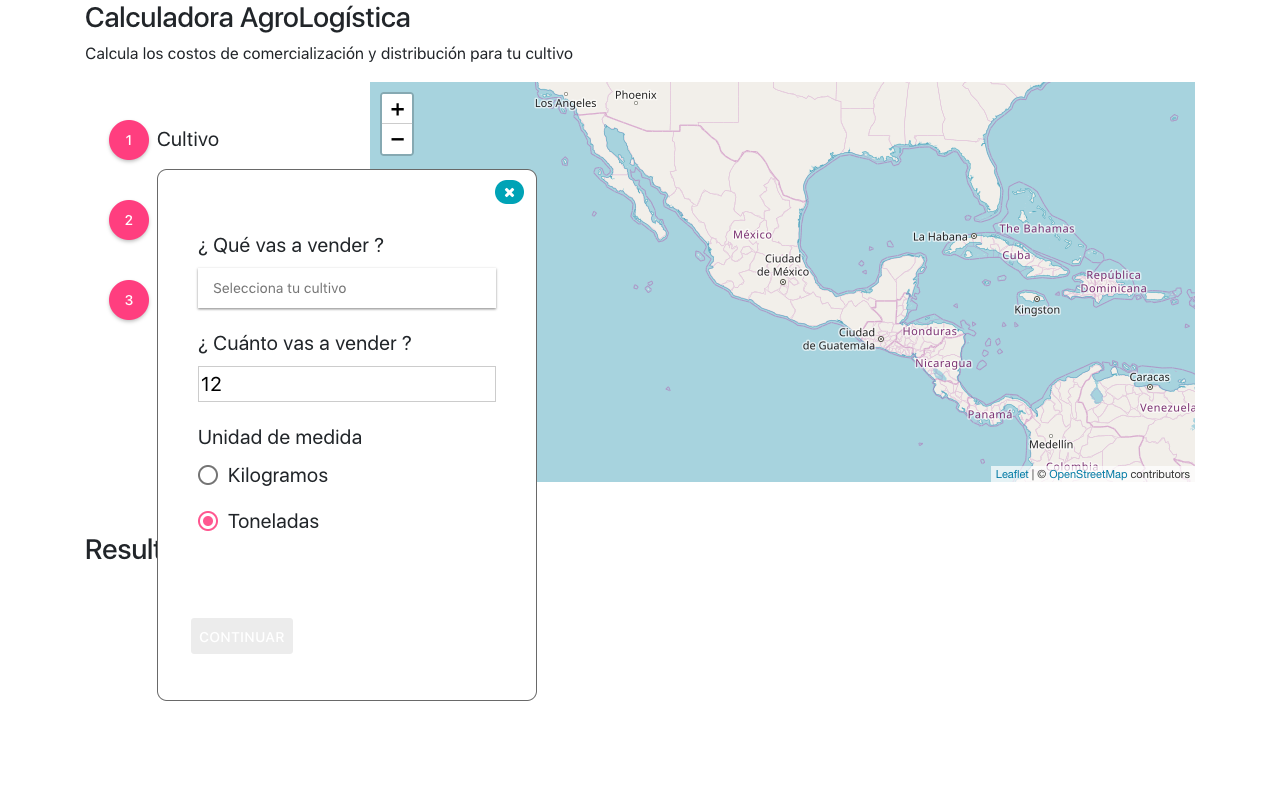 Calculadora AgroLogística
Calcula los costos de comercialización y distribución para tu cultivo
1
Cultivo
2
3
¿ Qué vas a vender ?
Selecciona tu cultivo
¿ Cuánto vas a vender ?
12
Unidad de medida
Kilogramos
Toneladas
CONTINUAR
Result
+
−
Los Angeles
Phoenix
México
Ciudad
de México
La Habana
The Bahamas
Cuba
República
Dominicana
Kingston
Ciudad
de Guatemala
Honduras
Nicaragua
Panamá
Caracas
Venezuela
Medellín
Colombia
Leaflet | © OpenStreetMap contributors